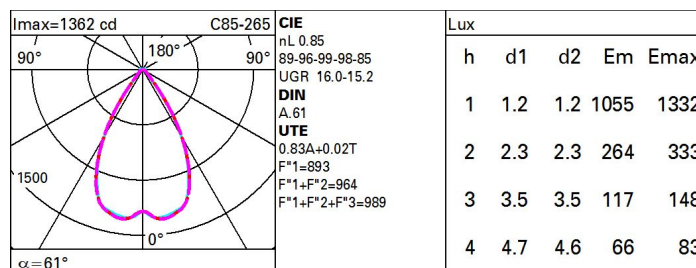 Imax=1362 cd C85-265
90° 180° 90°
1500
0°
α=61°
CIE
nL 0.85
89-96-99-98-85
UGR 16.0-15.2
DIN
A.61
UTE
0.83A+0.02T
F"1=893
F"1+F"2=964
F"1+F"2+F"3=989
Lux
h d1 d2 Em Emax
1 1.2 1.2 1055 1332
2 2.3 2.3 264 333
3 3.5 3.5 117 148
4 4.7 4.6 66 83